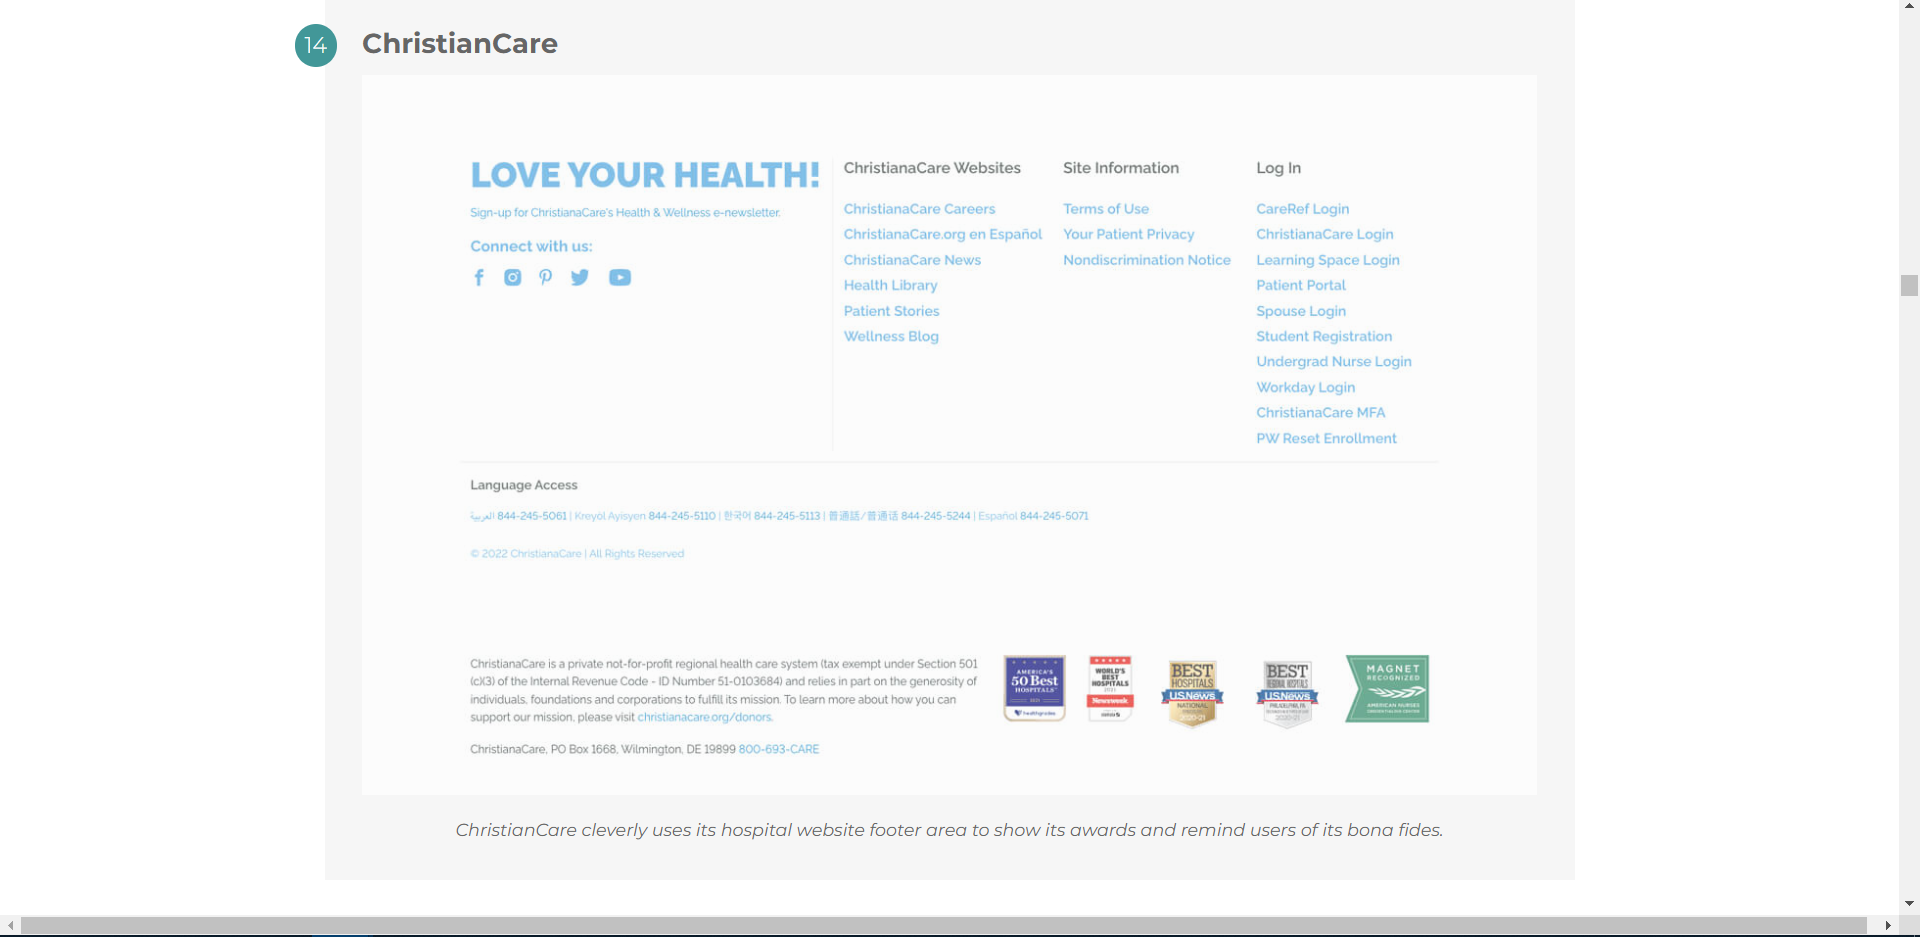 14
ChristianCare
LOVE YOUR HEALTH!
Sign-up for ChristianaCare's Health & Wellness e-newsletter.
Connect with us:
ChristianaCare Websites
ChristianaCare Careers
ChristianaCare.org en Español
ChristianaCare News
Health Library
Patient Stories
Wellness Blog
Site Information
Terms of Use
Your Patient Privacy
Nondiscrimination Notice
Log In
CareRef Login
ChristianaCare Login
Learning Space Login
Patient Portal
Spouse Login
Student Registration
Undergrad Nurse Login
Workday Login
ChristianaCare MFA
PW Reset Enrollment
Language Access
العربية 844-245-5061 | Kreyol Ayisyen 844-245-5110 | 한국어 844-245-5113 | 普通話/普通话 844-245-5244 | Español 844-245-5071
© 2022 ChristianaCare | All Rights Reserved
ChristianaCare is a private not-for-profit regional health care system (tax exempt under Section 501
(c)(3) of the Internal Revenue Code - ID Number 51-0103684) and relies in part on the generosity of
individuals, foundations and corporations to fulfill its mission. To learn more about how you can
support our mission, please visit christianacare.org/donors.
ChristianaCare, PO Box 1668, Wilmington, DE 19899 800-693-CARE
AMERICA'S
50 Best
HOSPITALS
2021
healthgrades
WORLD'S
BEST
HOSPITALS
2021
Newsweek
BEST
HOSPITALS
U.S.News
NATIONAL
2020-21
BEST
REGIONAL HOSPITALS
U.S.News
PHILADELPHIA, PA
2020-21
MAGNET
RECOGNIZED
AMERICAN NURSES
CREDENTIALING CENTER
ChristianCare cleverly uses its hospital website footer area to show its awards and remind users of its bona fides.